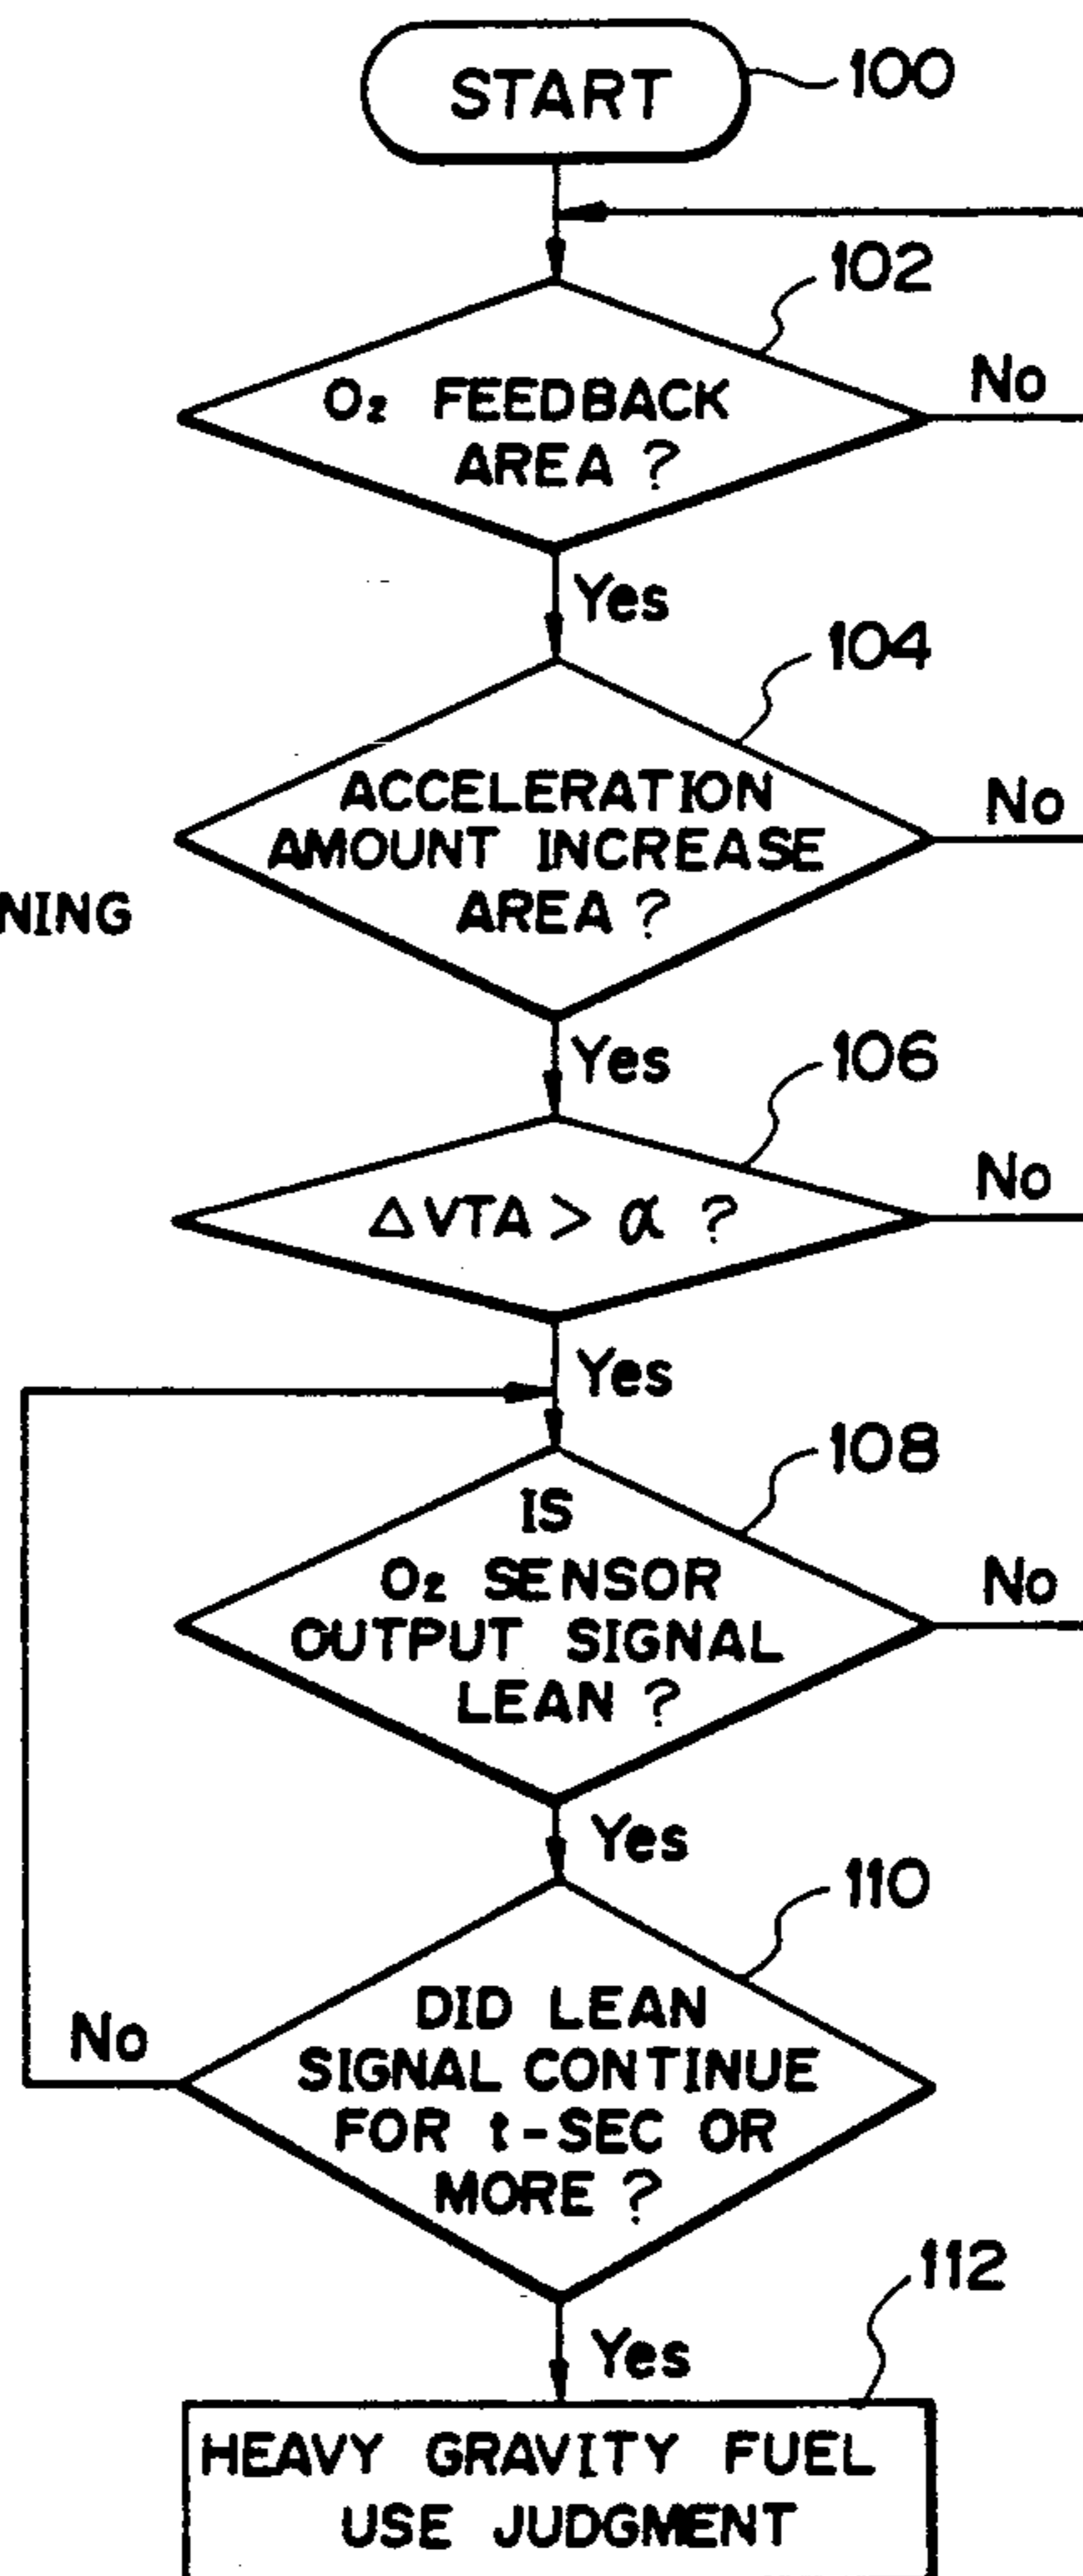 START
100
102
O₂ FEEDBACK
AREA ?
No
Yes
104
ACCELERATION
AMOUNT INCREASE
AREA ?
No
NING
Yes
106
ΔVTA > α ?
No
Yes
108
IS
O₂ SENSOR
OUTPUT SIGNAL
LEAN ?
No
Yes
110
DID LEAN
SIGNAL CONTINUE
FOR t-SEC OR
MORE ?
No
Yes
112
HEAVY GRAVITY FUEL
USE JUDGMENT